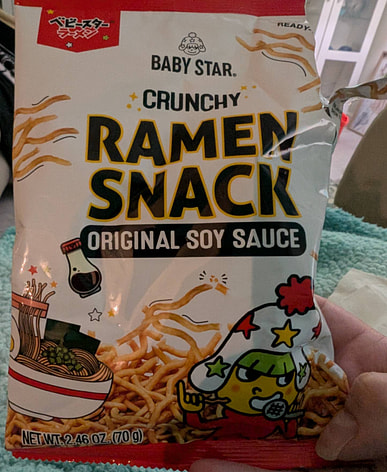 READY-
ベビースター
ラーメン
BABY STAR®
CRUNCHY
RAMEN
SNACK
ORIGINAL SOY SAUCE
NET WT. 2.46 OZ. (70 g)